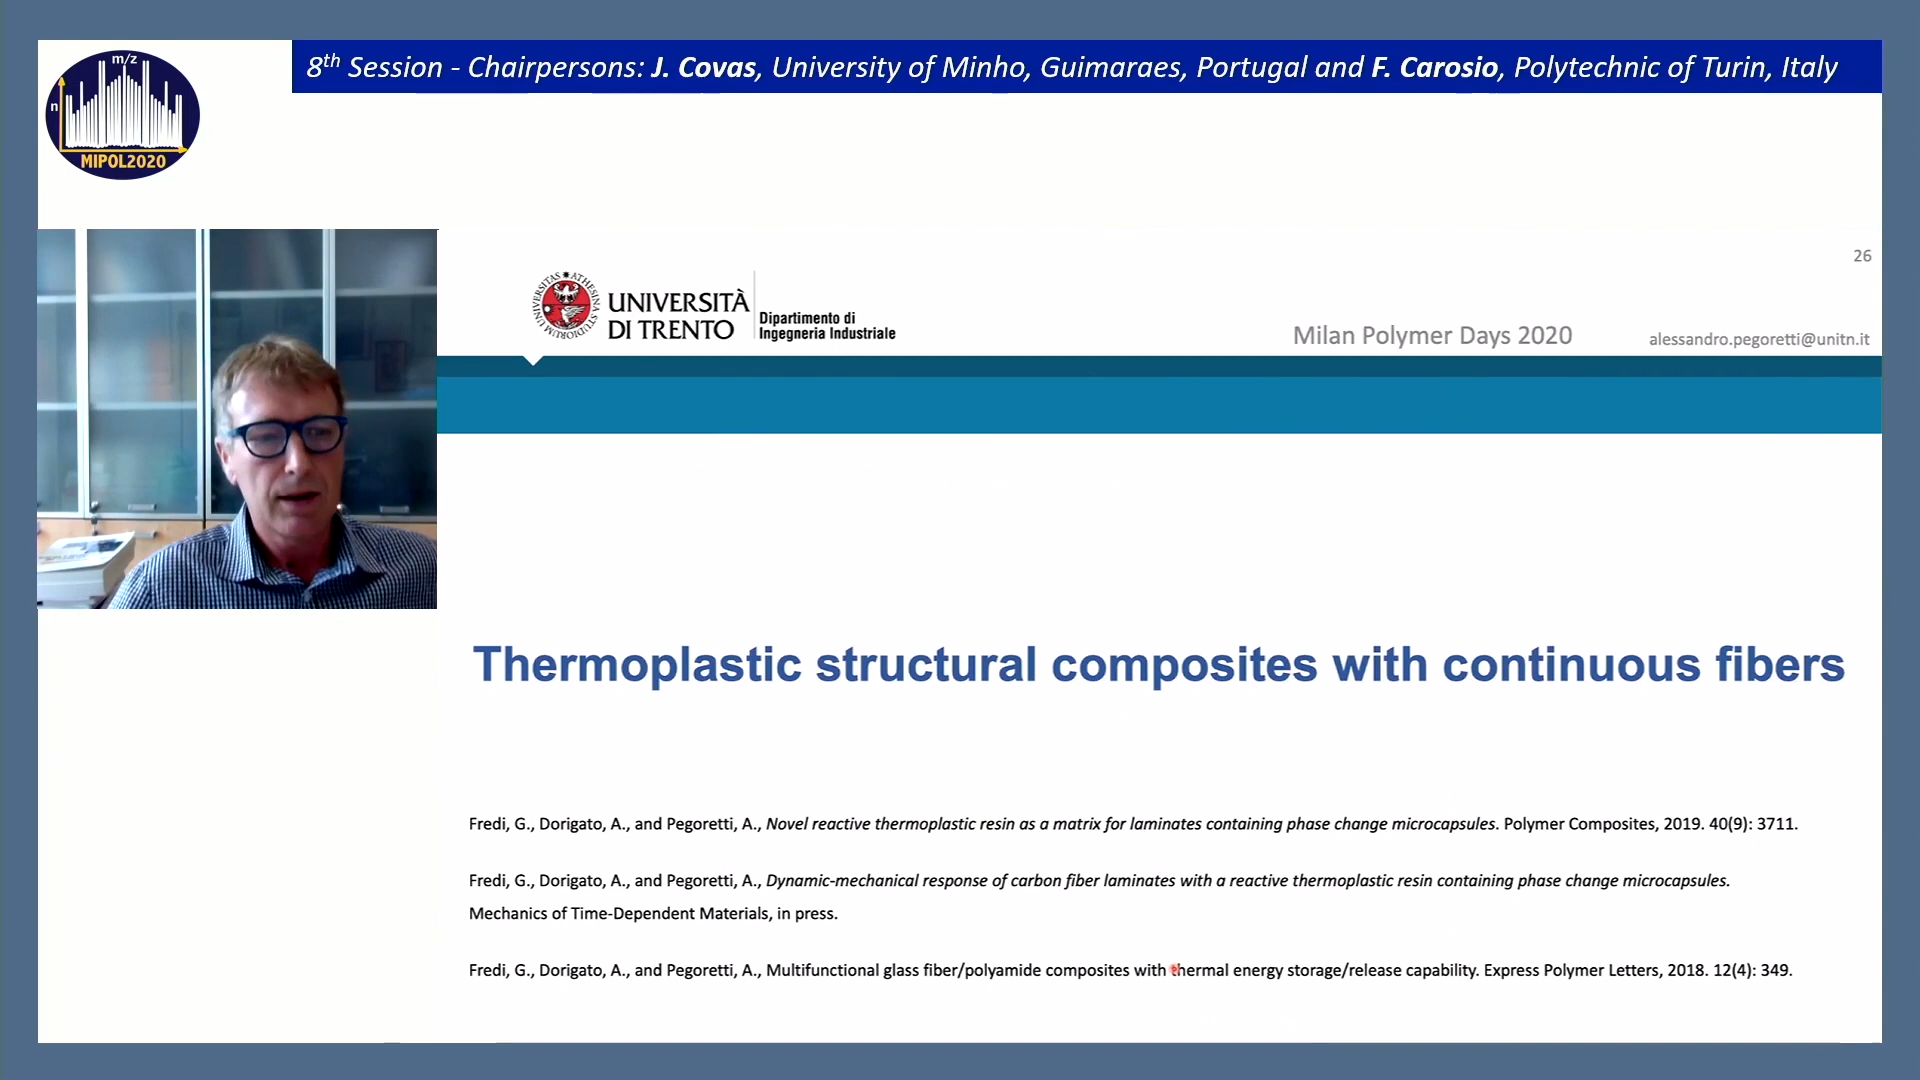 8th Session - Chairpersons: J. Covas, University of Minho, Guimaraes, Portugal and F. Carosio, Polytechnic of Turin, Italy
m/z
n
MIPOL2020
26
UNIVERSITÀ
DI TRENTO
Dipartimento di
Ingegneria Industriale
Milan Polymer Days 2020
alessandro.pegoretti@unitn.it
Thermoplastic structural composites with continuous fibers
Fredi, G., Dorigato, A., and Pegoretti, A., Novel reactive thermoplastic resin as a matrix for laminates containing phase change microcapsules. Polymer Composites, 2019. 40(9): 3711.
Fredi, G., Dorigato, A., and Pegoretti, A., Dynamic-mechanical response of carbon fiber laminates with a reactive thermoplastic resin containing phase change microcapsules.
Mechanics of Time-Dependent Materials, in press.
Fredi, G., Dorigato, A., and Pegoretti, A., Multifunctional glass fiber/polyamide composites with thermal energy storage/release capability. Express Polymer Letters, 2018. 12(4): 349.